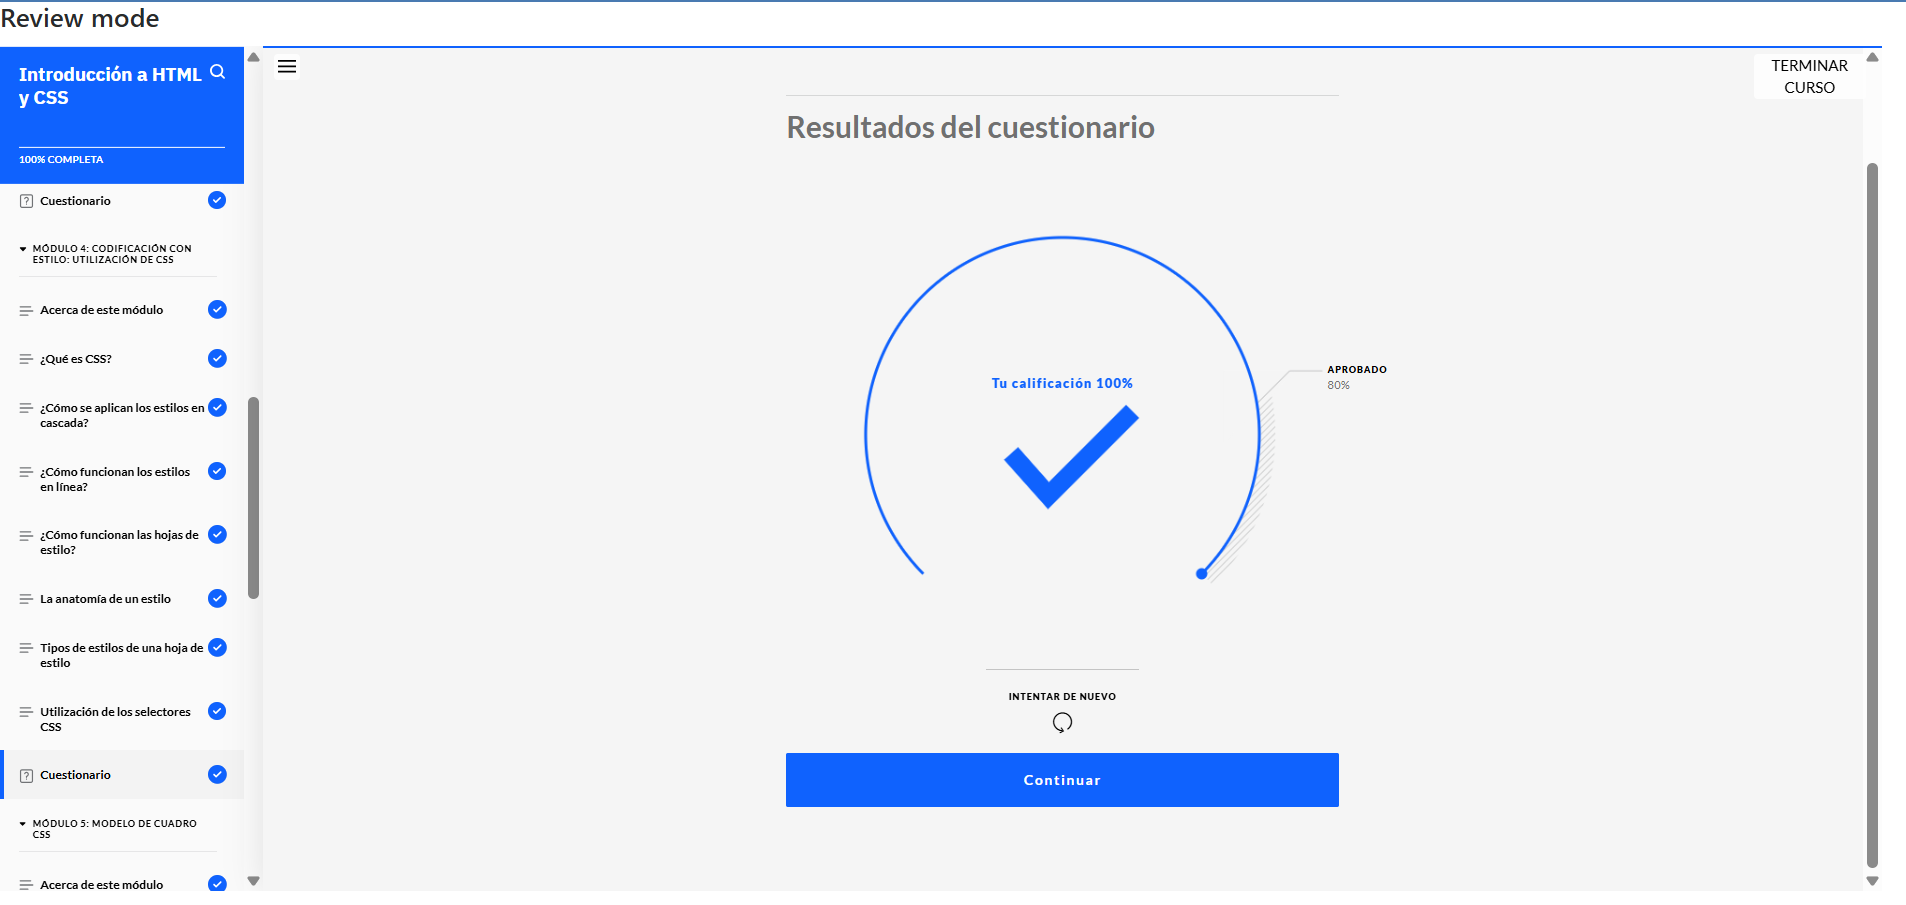 Review mode
Introducción a HTML
y CSS
100% COMPLETA
Cuestionario
MÓDULO 4: CODIFICACIÓN CON
ESTILO: UTILIZACIÓN DE CSS
Acerca de este módulo
¿Qué es CSS?
¿Cómo se aplican los estilos en
cascada?
¿Cómo funcionan los estilos
en línea?
¿Cómo funcionan las hojas de
estilo?
La anatomía de un estilo
Tipos de estilos de una hoja de
estilo
Utilización de los selectores
CSS
Cuestionario
MÓDULO 5: MODELO DE CUADRO
CSS
Acerca de este módulo
TERMINAR
CURSO
Resultados del cuestionario
Tu calificación 100%
APROBADO
80%
INTENTAR DE NUEVO
Continuar